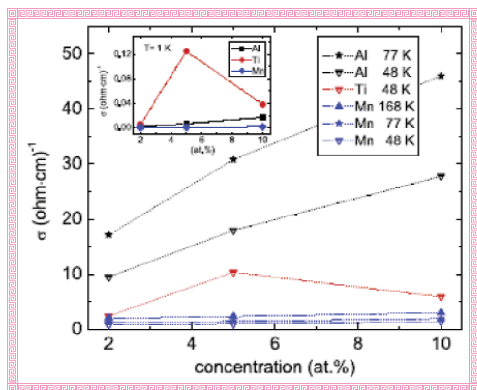 50
40
30
20
10
0
σ (ohm·cm)⁻¹
2
4
6
8
10
concentration (at.%)
Al 77 K
Al 48 K
Ti 48 K
Mn 168 K
Mn 77 K
Mn 48 K
T= 1 K
Al
Ti
Mn
0,12
0,08
0,04
0,00
σ (ohm·cm)⁻¹
2
4
6
8
10
(at.%)